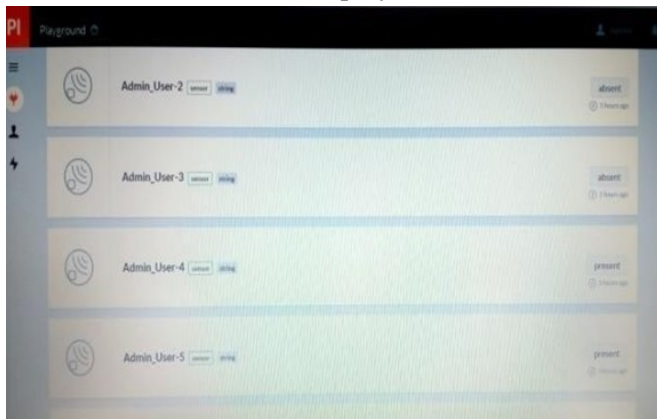 PI Playground
Admin_User-2 sensor string absent
Admin_User-3 sensor string absent
Admin_User-4 sensor string present
Admin_User-5 sensor string present